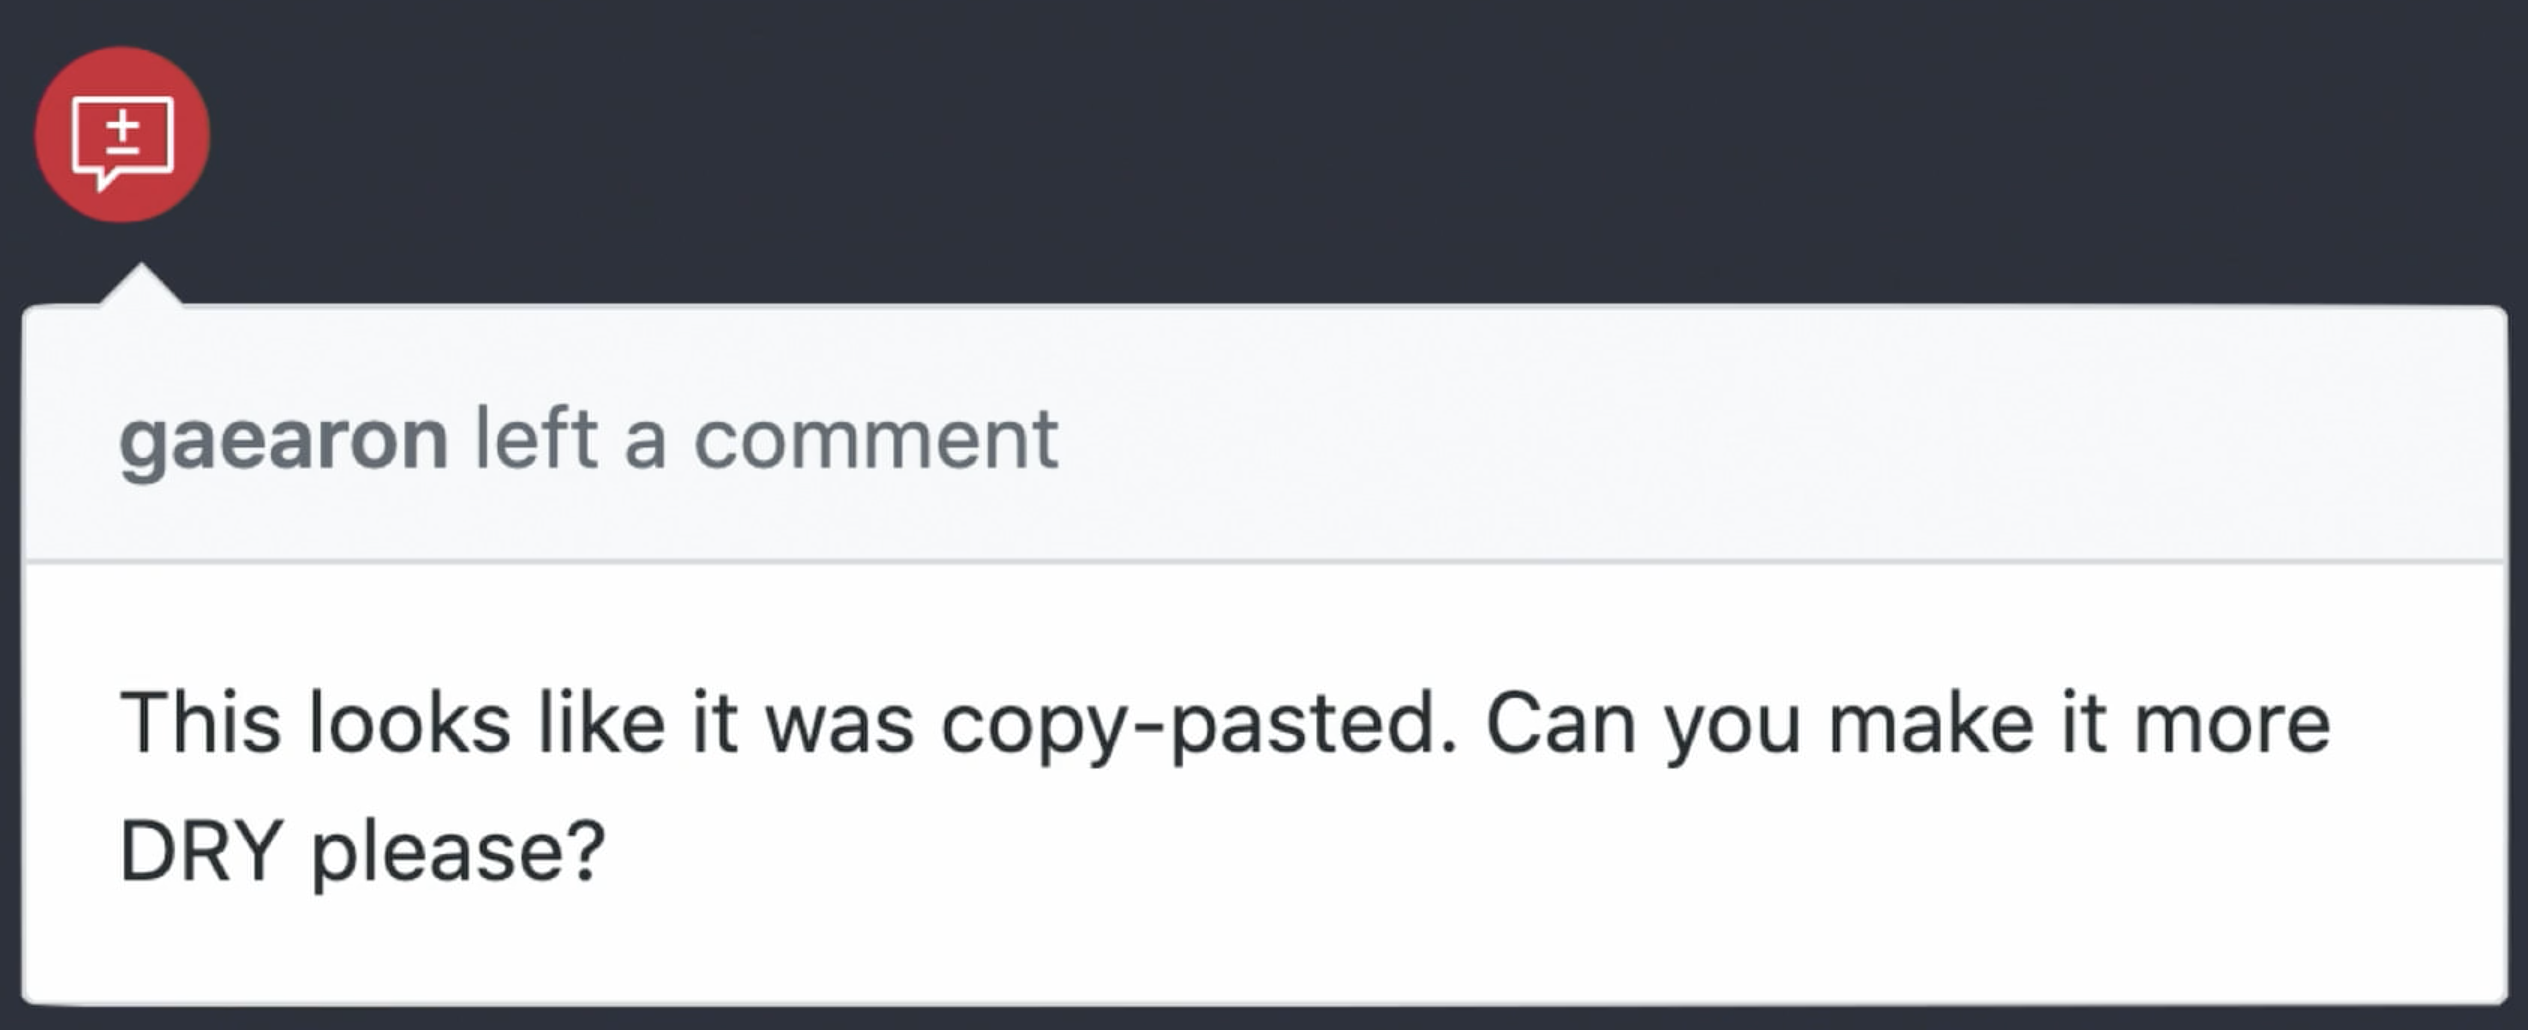 gaearon left a comment
This looks like it was copy-pasted. Can you make it more
DRY please?